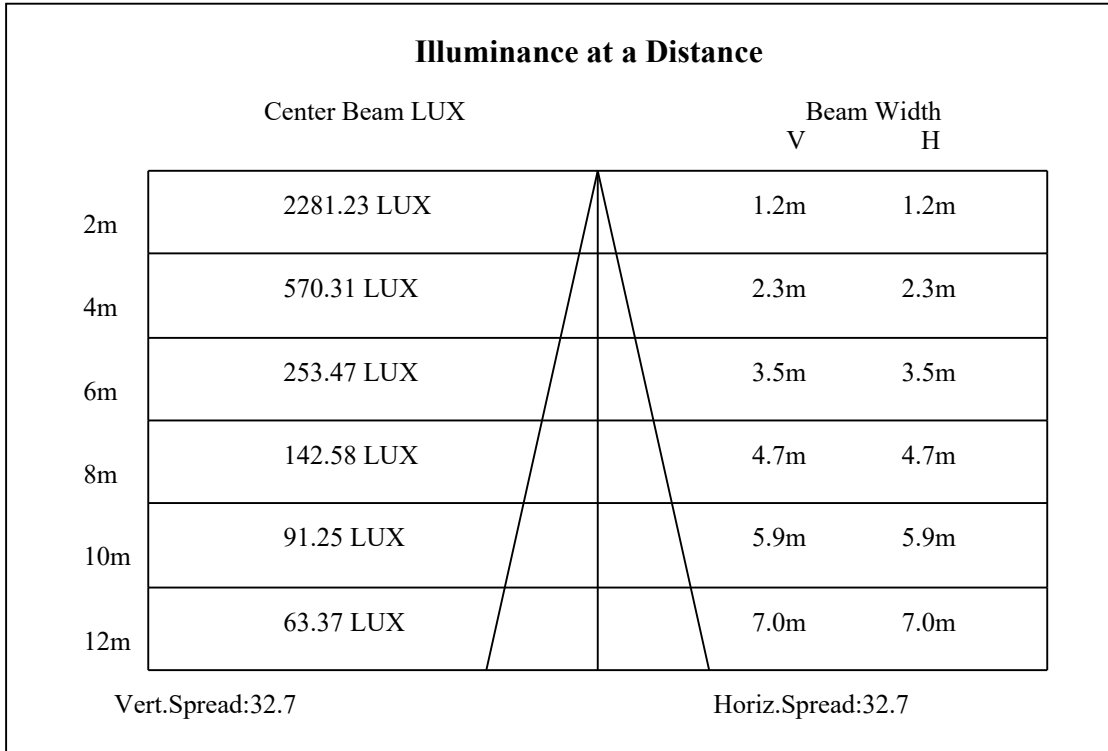 Illuminance at a Distance
Center Beam LUX Beam Width
V H
2m 2281.23 LUX 1.2m 1.2m
4m 570.31 LUX 2.3m 2.3m
6m 253.47 LUX 3.5m 3.5m
8m 142.58 LUX 4.7m 4.7m
10m 91.25 LUX 5.9m 5.9m
12m 63.37 LUX 7.0m 7.0m
Vert.Spread:32.7 Horiz.Spread:32.7